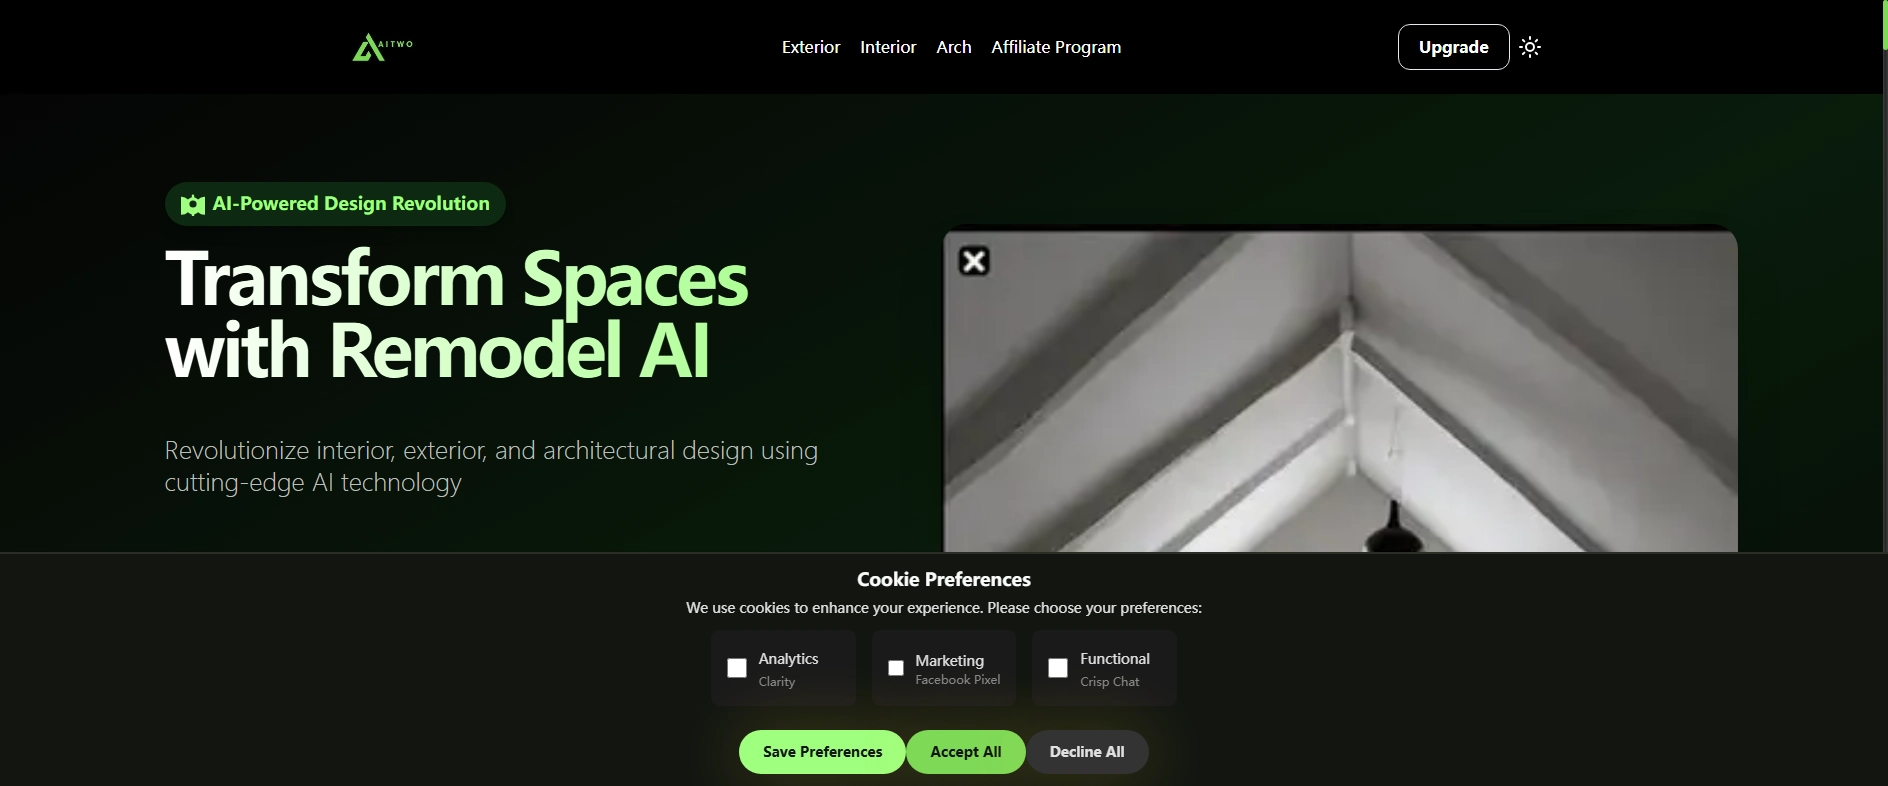 AITWO
Exterior Interior Arch Affiliate Program
Upgrade
AI-Powered Design Revolution
Transform Spaces
with Remodel AI
Revolutionize interior, exterior, and architectural design using
cutting-edge AI technology
Cookie Preferences
We use cookies to enhance your experience. Please choose your preferences:
Analytics
Clarity
Marketing
Facebook Pixel
Functional
Crisp Chat
Save Preferences Accept All Decline All